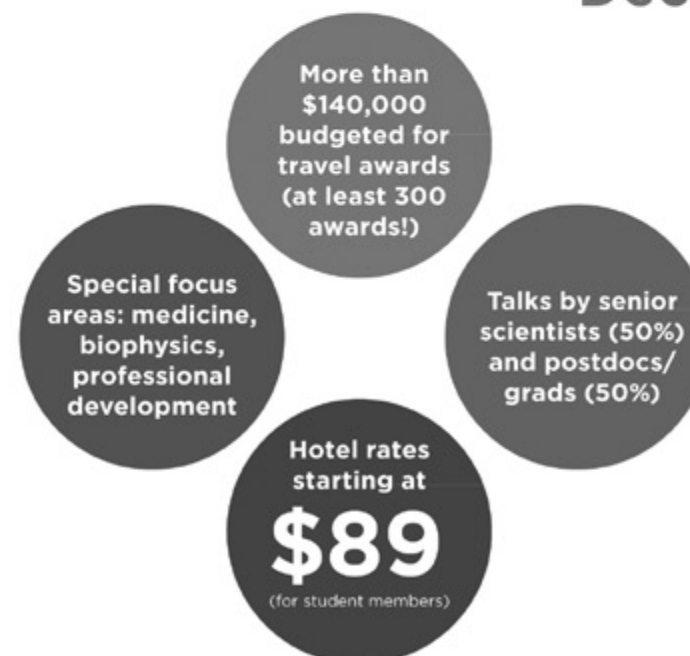 More than
$140,000
budgeted for
travel awards
(at least 300
awards!)
Special focus
areas: medicine,
biophysics,
professional
development
Talks by senior
scientists (50%)
and postdocs/
grads (50%)
Hotel rates
starting at
$89
(for student members)